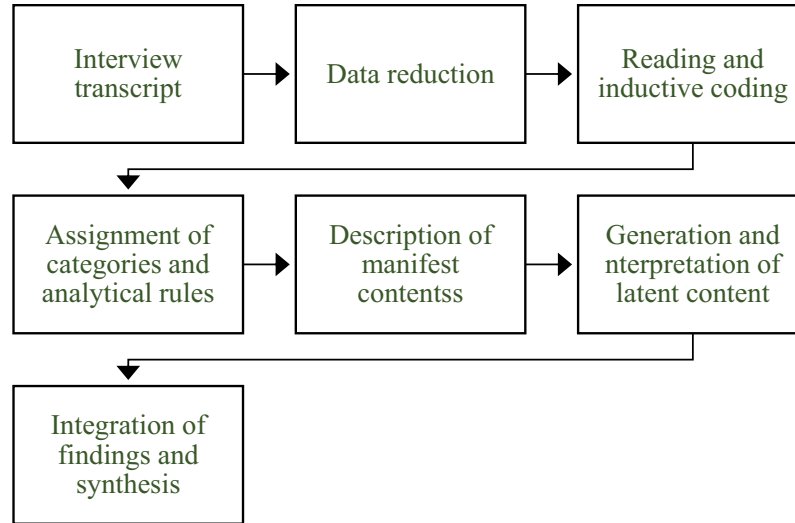 Interview
transcript
Data reduction
Reading and
inductive coding
Assignment of
categories and
analytical rules
Description of
manifest
contentss
Generation and
nterpretation of
latent content
Integration of
findings and
synthesis